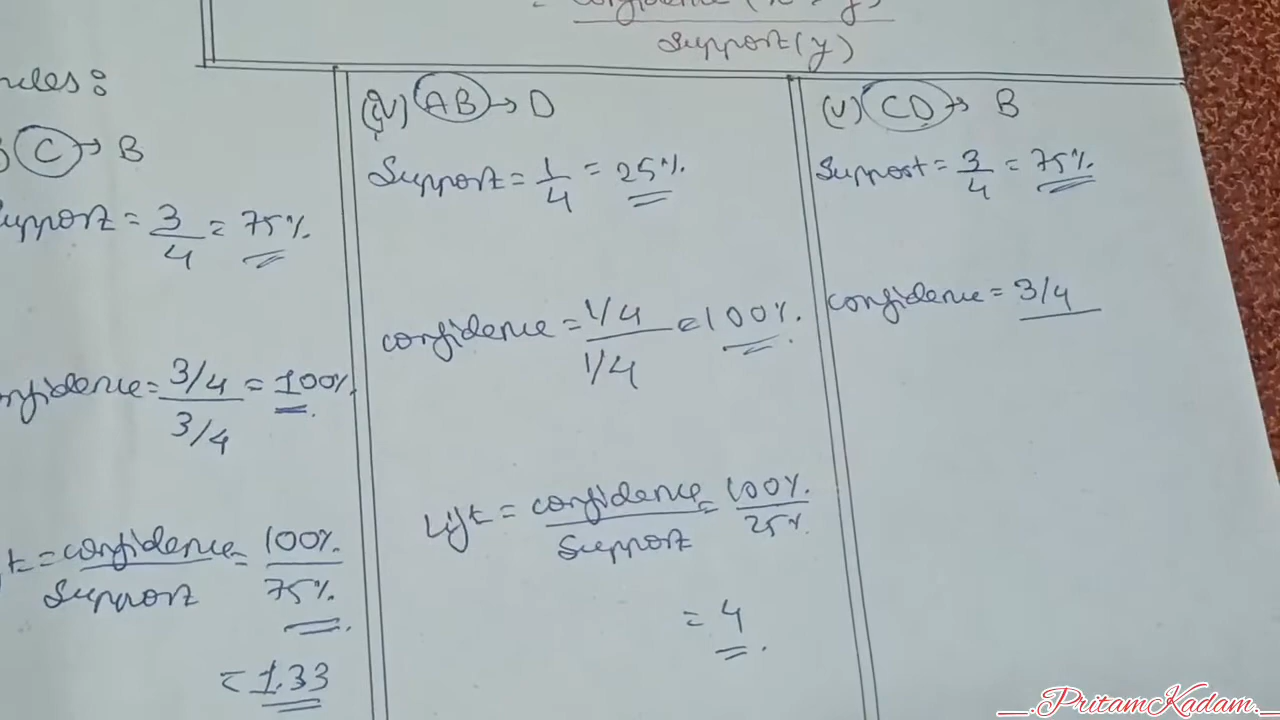 Support(y)
rules:
C → B
Support = 3/4 = 75%
confidence = 3/4 / 3/4 = 100%.
= confidence / Support = 100% / 75%.
= 1.33
(iv) AB → D
Support = 1/4 = 25%
confidence = 1/4 / 1/4 = 100%.
Lift = confidence / Support = 100% / 25%
= 4.
(v) CD → B
Support = 3/4 = 75%
confidence = 3/4
__.PritamKadam.__